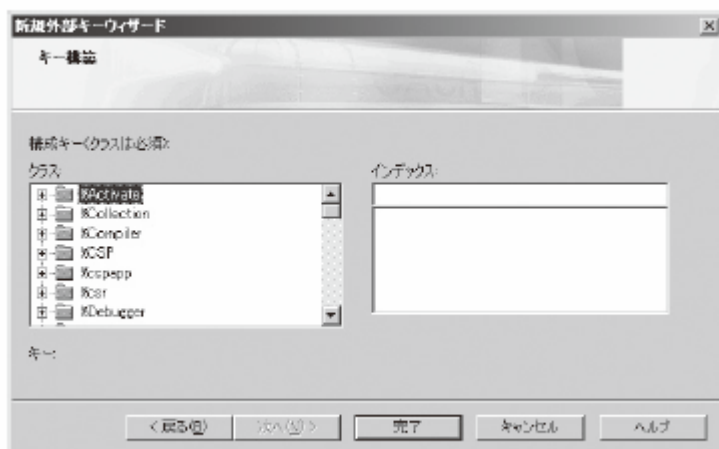 新規外部キーウィザード
キー構築
構成キー(クラスは必須):
クラス:
インデックス:
%Activate
%Collection
%Compiler
%CSP
%cspapp
%csr
%Debugger
キー:
< 戻る(B)
次へ(N) >
完了
キャンセル
ヘルプ